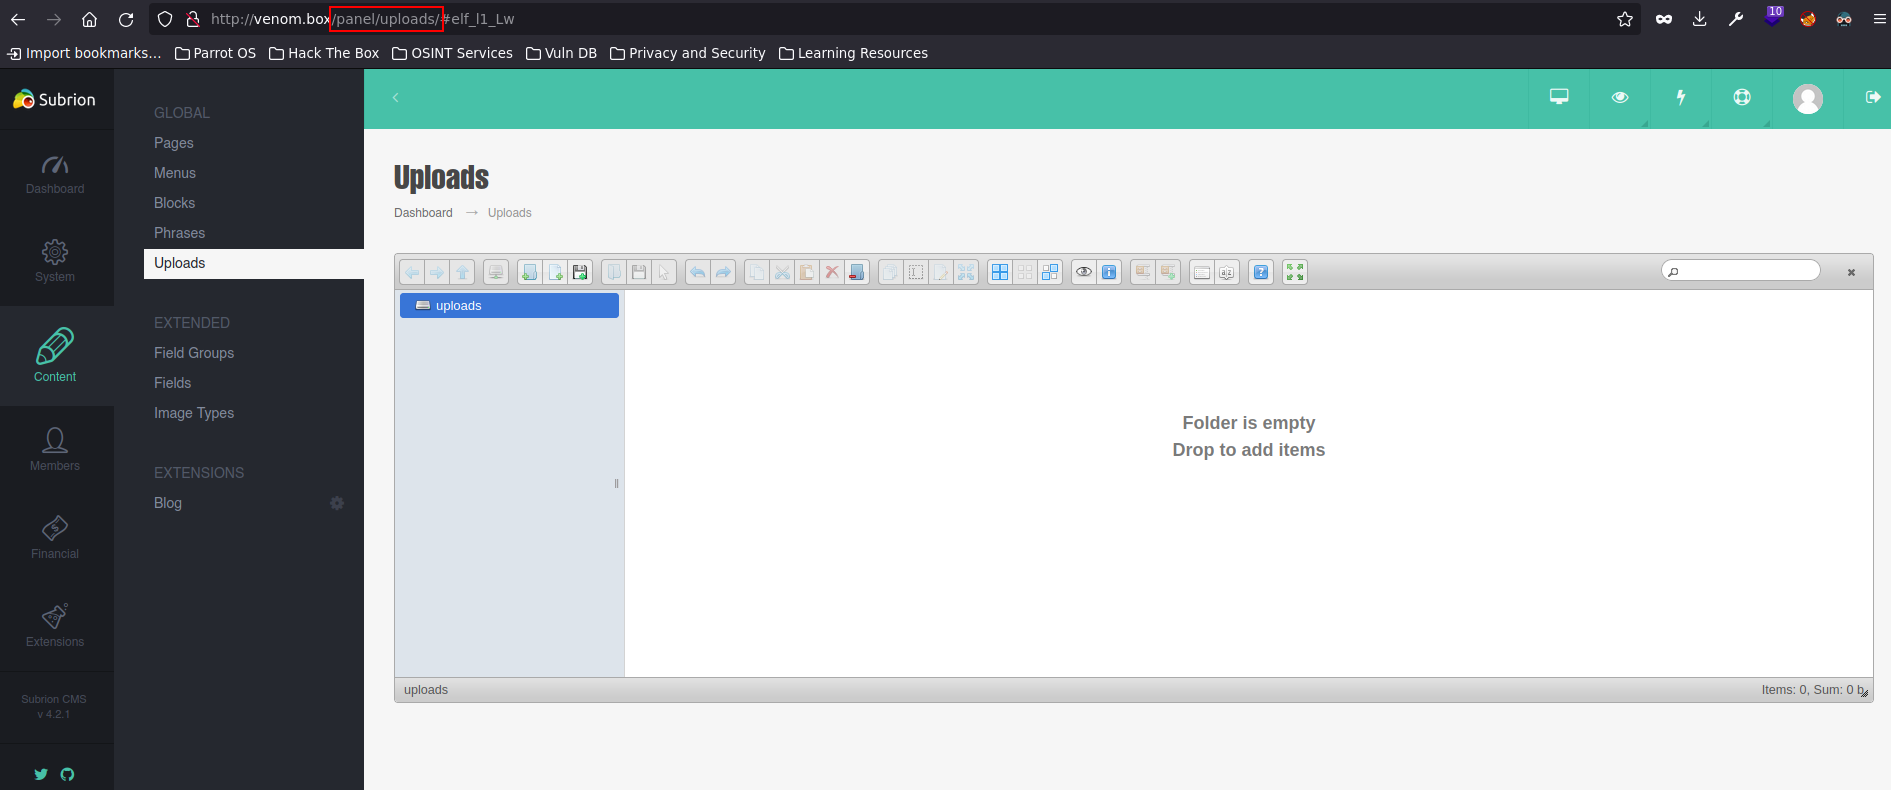 http://venom.box/panel/uploads/#elf_l1_Lw
10
Import bookmarks... Parrot OS Hack The Box OSINT Services Vuln DB Privacy and Security Learning Resources
Subrion
Dashboard
System
Content
Members
Financial
Extensions
Subrion CMS
v 4.2.1
GLOBAL
Pages
Menus
Blocks
Phrases
Uploads
EXTENDED
Field Groups
Fields
Image Types
EXTENSIONS
Blog
Uploads
Dashboard → Uploads
uploads
Folder is empty
Drop to add items
uploads
Items: 0, Sum: 0 b